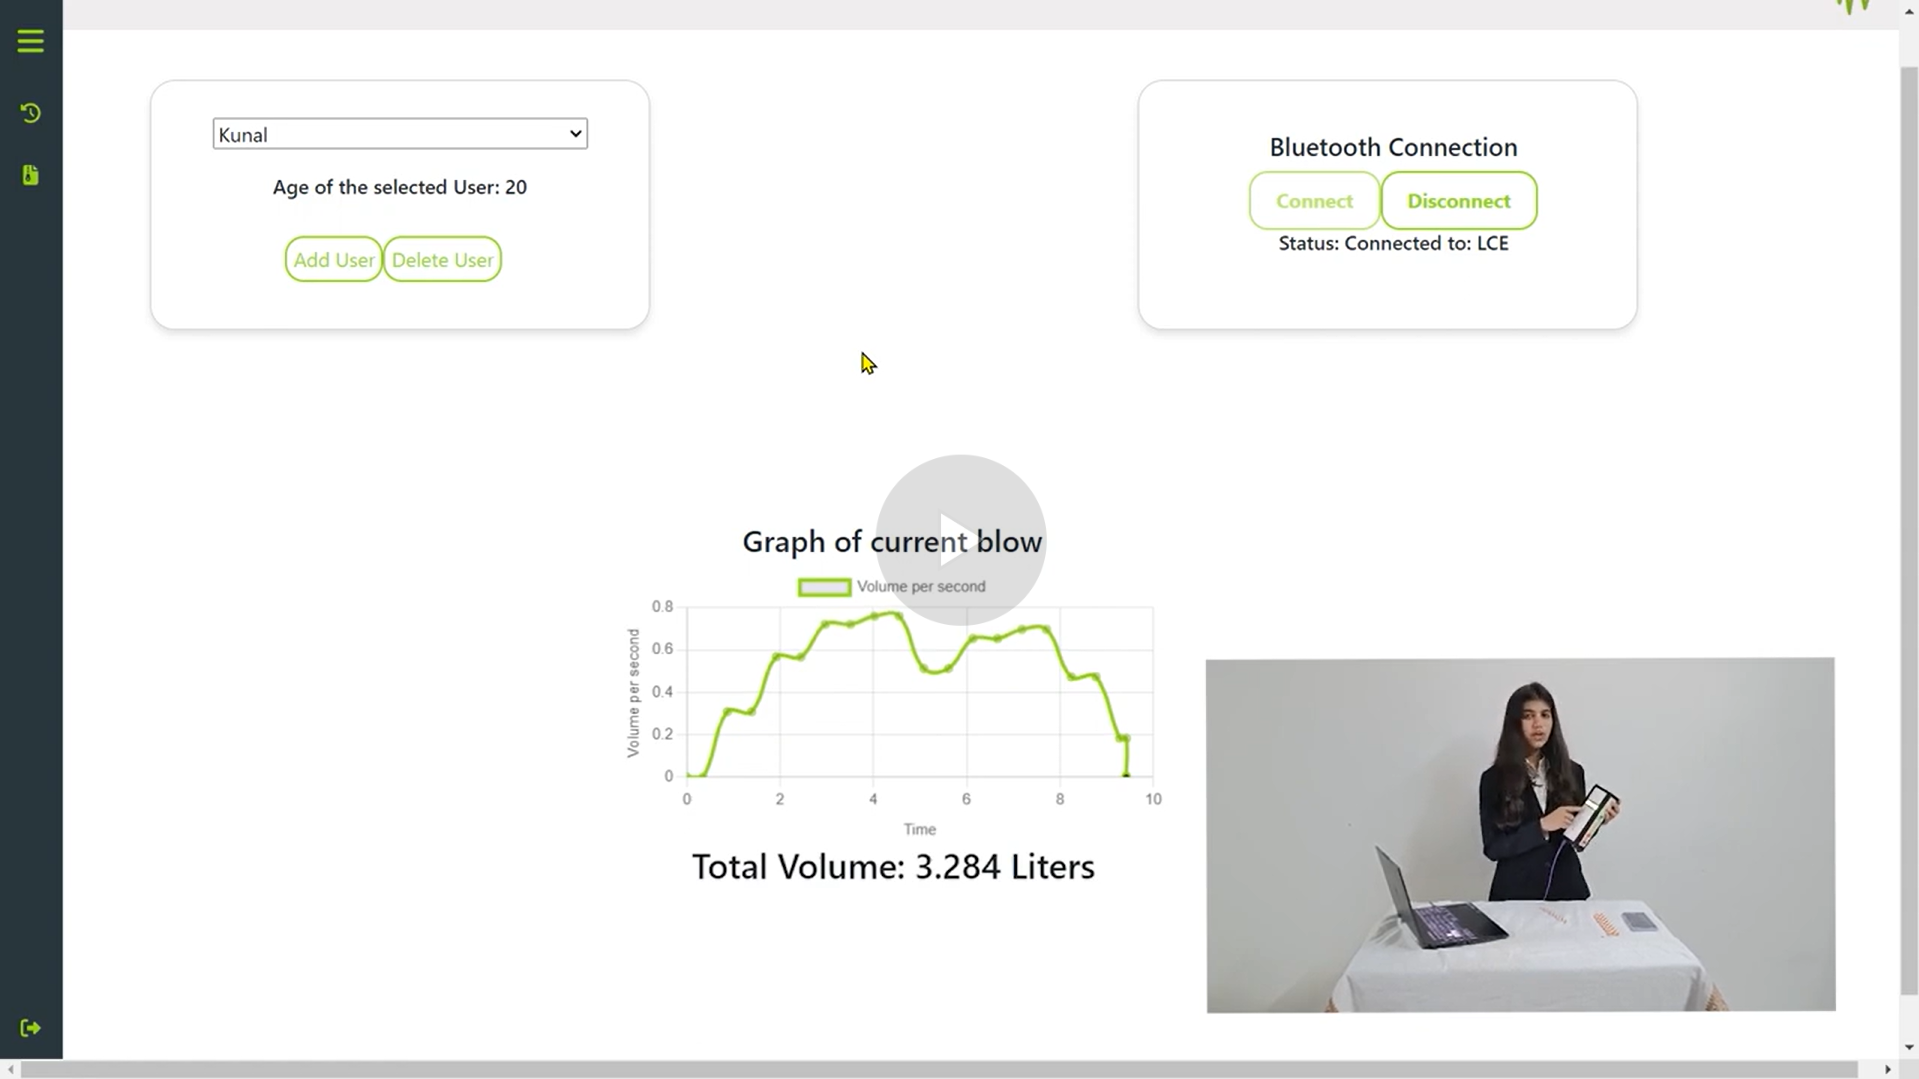 Kunal
Age of the selected User: 20
Add User Delete User
Bluetooth Connection
Connect Disconnect
Status: Connected to: LCE
Graph of current blow
Volume per second
0.8
0.6
0.4
0.2
0
Volume per second
0 2 4 6 8 10
Time
Total Volume: 3.284 Liters